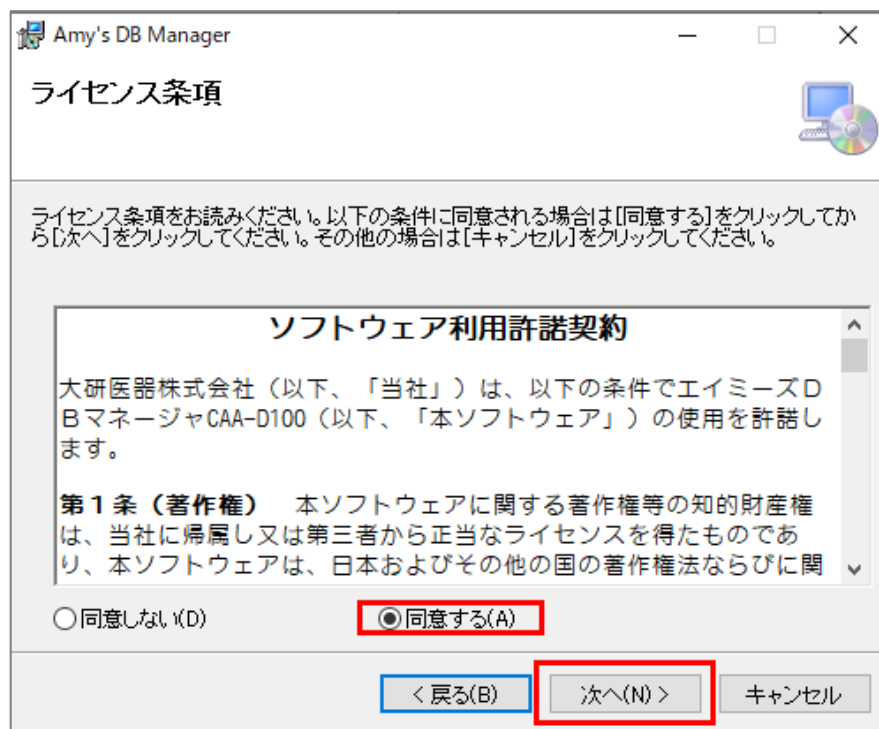 Amy's DB Manager
ライセンス条項
ライセンス条項をお読みください。以下の条件に同意される場合は[同意する]をクリックしてか
ら[次へ]をクリックしてください。その他の場合は[キャンセル]をクリックしてください。
ソフトウェア利用許諾契約
大研医器株式会社（以下、「当社」）は、以下の条件でエイミーズＤ
ＢマネージャCAA-D100（以下、「本ソフトウェア」）の使用を許諾し
ます。
第１条（著作権）　本ソフトウェアに関する著作権等の知的財産権
は、当社に帰属し又は第三者から正当なライセンスを得たものであ
り、本ソフトウェアは、日本およびその他の国の著作権法ならびに関
同意しない(D) 同意する(A)
< 戻る(B) 次へ(N) > キャンセル